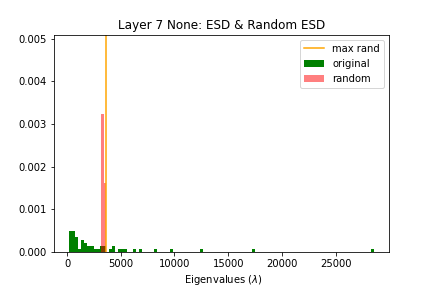 Layer 7 None: ESD & Random ESD
0.005
0.004
0.003
0.002
0.001
0.000
max rand
original
random
0 5000 10000 15000 20000 25000
Eigenvalues (λ)